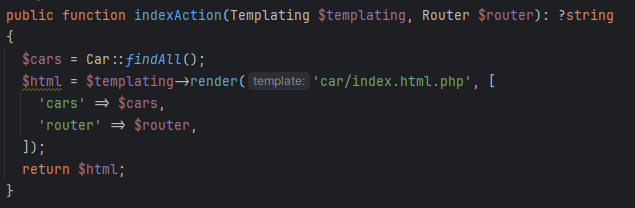 public function indexAction(Templating $templating, Router $router): ?string
{
$cars = Car::findAll();
$html = $templating->render( template: 'car/index.html.php', [
'cars' => $cars,
'router' => $router,
]);
return $html;
}